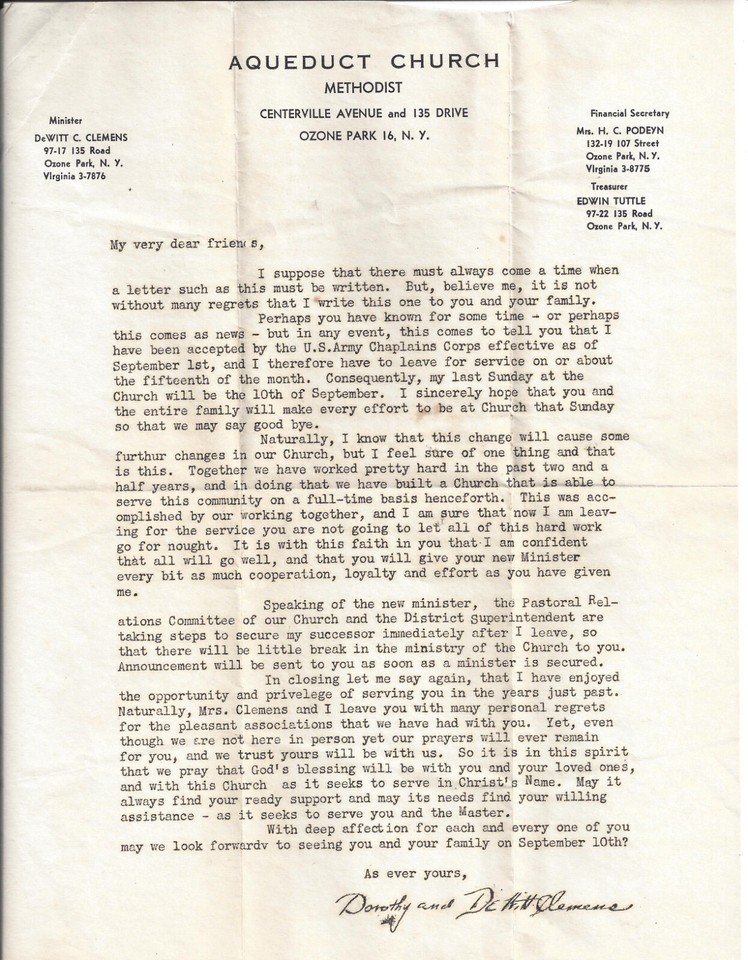 AQUEDUCT CHURCH
METHODIST
CENTERVILLE AVENUE and 135 DRIVE
OZONE PARK 16, N. Y.
Minister
DeWITT C. CLEMENS
97-17 135 Road
Ozone Park, N. Y.
VIrginia 3-7876
Financial Secretary
Mrs. H. C. PODEYN
132-19 107 Street
Ozone Park, N. Y.
VIrginia 3-8775
Treasurer
EDWIN TUTTLE
97-22 135 Road
Ozone Park, N. Y.
My very dear friends,
I suppose that there must always come a time when
a letter such as this must be written. But, believe me, it is not
without many regrets that I write this one to you and your family.
Perhaps you have known for some time - or perhaps
this comes as news - but in any event, this comes to tell you that I
have been accepted by the U.S.Army Chaplains Corps effective as of
September 1st, and I therefore have to leave for service on or about
the fifteenth of the month. Consequently, my last Sunday at the
Church will be the 10th of September. I sincerely hope that you and
the entire family will make every effort to be at Church that Sunday
so that we may say good bye.
Naturally, I know that this change will cause some
furthur changes in our Church, but I feel sure of one thing and that
is this. Together we have worked pretty hard in the past two and a
half years, and in doing that we have built a Church that is able to
serve this community on a full-time basis henceforth. This was acc-
omplished by our working together, and I am sure that now I am leav-
ing for the service you are not going to let all of this hard work
go for nought. It is with this faith in you that I am confident
that all will go well, and that you will give your new Minister
every bit as much cooperation, loyalty and effort as you have given
me.
Speaking of the new minister, the Pastoral Rel-
ations Committee of our Church and the District Superintendent are
taking steps to secure my successor immediately after I leave, so
that there will be little break in the ministry of the Church to you.
Announcement will be sent to you as soon as a minister is secured.
In closing let me say again, that I have enjoyed
the opportunity and privelege of serving you in the years just past.
Naturally, Mrs. Clemens and I leave you with many personal regrets
for the pleasant associations that we have had with you. Yet, even
though we are not here in person yet our prayers will ever remain
for you, and we trust yours will be with us. So it is in this spirit
that we pray that God's blessing will be with you and your loved ones,
and with this Church as it seeks to serve in Christ's Name. May it
always find your ready support and may its needs find your willing
assistance - as it seeks to serve you and the Master.
With deep affection for each and every one of you
may we look forwardv to seeing you and your family on September 10th?
As ever yours,
Dorothy and DeWitt Clemens